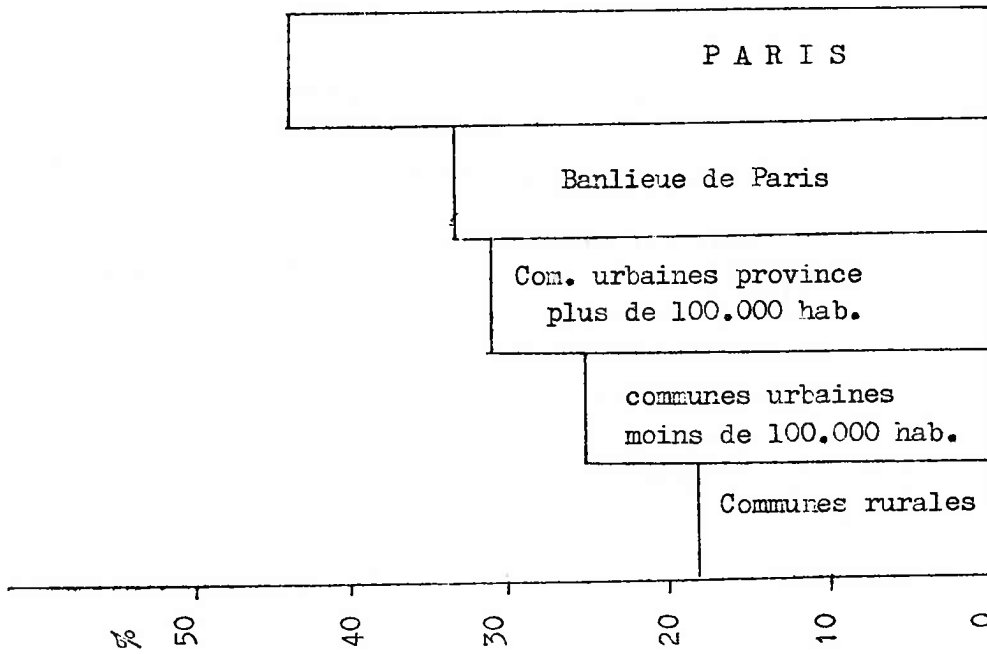 PARIS
Banlieue de Paris
Com. urbaines province
plus de 100.000 hab.
communes urbaines
moins de 100.000 hab.
Communes rurales
% 50 40 30 20 10 0